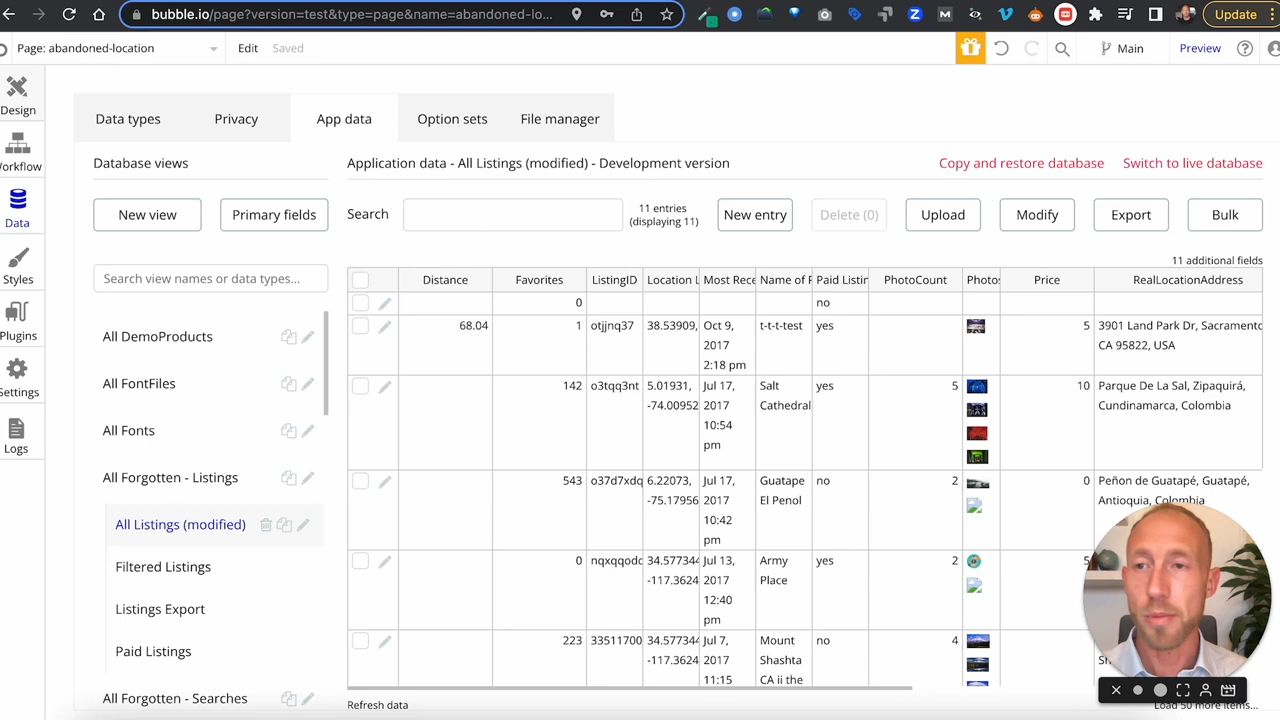 bubble.io/page?version=test&type=page&name=abandoned-lo...
Update
Page: abandoned-location
Edit
Saved
Main
Preview
Design
Workflow
Data
Styles
Plugins
Settings
Logs
Data types
Privacy
App data
Option sets
File manager
Database views
Application data - All Listings (modified) - Development version
Copy and restore database
Switch to live database
New view
Primary fields
Search
11 entries
(displaying 11)
New entry
Delete (0)
Upload
Modify
Export
Bulk
11 additional fields
Search view names or data types...
All DemoProducts
All FontFiles
All Fonts
All Forgotten - Listings
All Listings (modified)
Filtered Listings
Listings Export
Paid Listings
All Forgotten - Searches
Distance
Favorites
ListingID
Location L
Most Rece
Name of P
Paid Listin
PhotoCount
Photos
Price
RealLocationAddress
0
no
68.04
1
otjjnq37
38.53909,
Oct 9,
2017
2:18 pm
t-t-t-test
yes
5
3901 Land Park Dr, Sacramento
CA 95822, USA
142
o3tqq3nt
5.01931,
-74.00952
Jul 17,
2017
10:54
pm
Salt
Cathedral
yes
5
10
Parque De La Sal, Zipaquirá,
Cundinamarca, Colombia
543
o37d7xdq
6.22073,
-75.17956
Jul 17,
2017
10:42
pm
Guatape
El Penol
no
2
0
Peñon de Guatapé, Guatapé,
Antioquia, Colombia
0
nqxqqodc
34.577344
-117.3624
Jul 13,
2017
12:40
pm
Army
Place
yes
2
5
223
33511700
34.577344
-117.3624
Jul 7,
2017
11:15
Mount
Shashta
CA ii the
no
4
Refresh data
Load 50 more items...